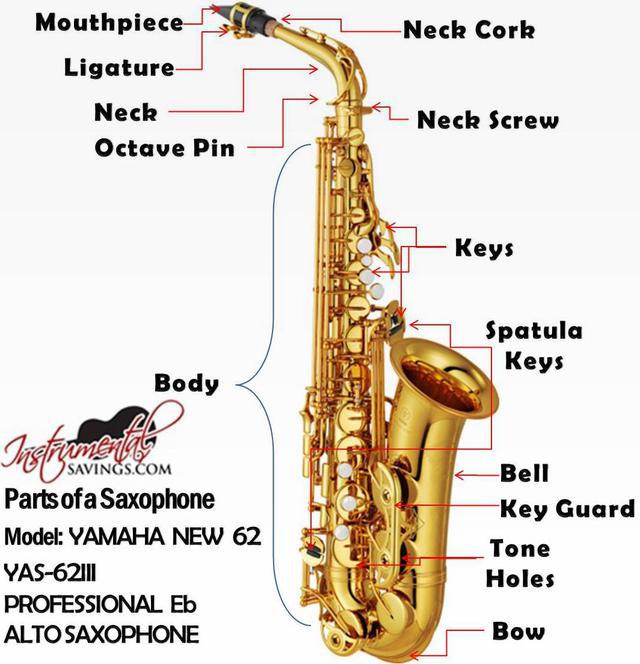 Mouthpiece
Neck Cork
Ligature
Neck
Neck Screw
Octave Pin
Keys
Spatula
Keys
Body
Instrumental
SAVINGS.COM
Bell
Parts of a Saxophone
Key Guard
Model: YAMAHA NEW 62
Tone
Holes
YAS-62III
PROFESSIONAL Eb
ALTO SAXOPHONE
Bow